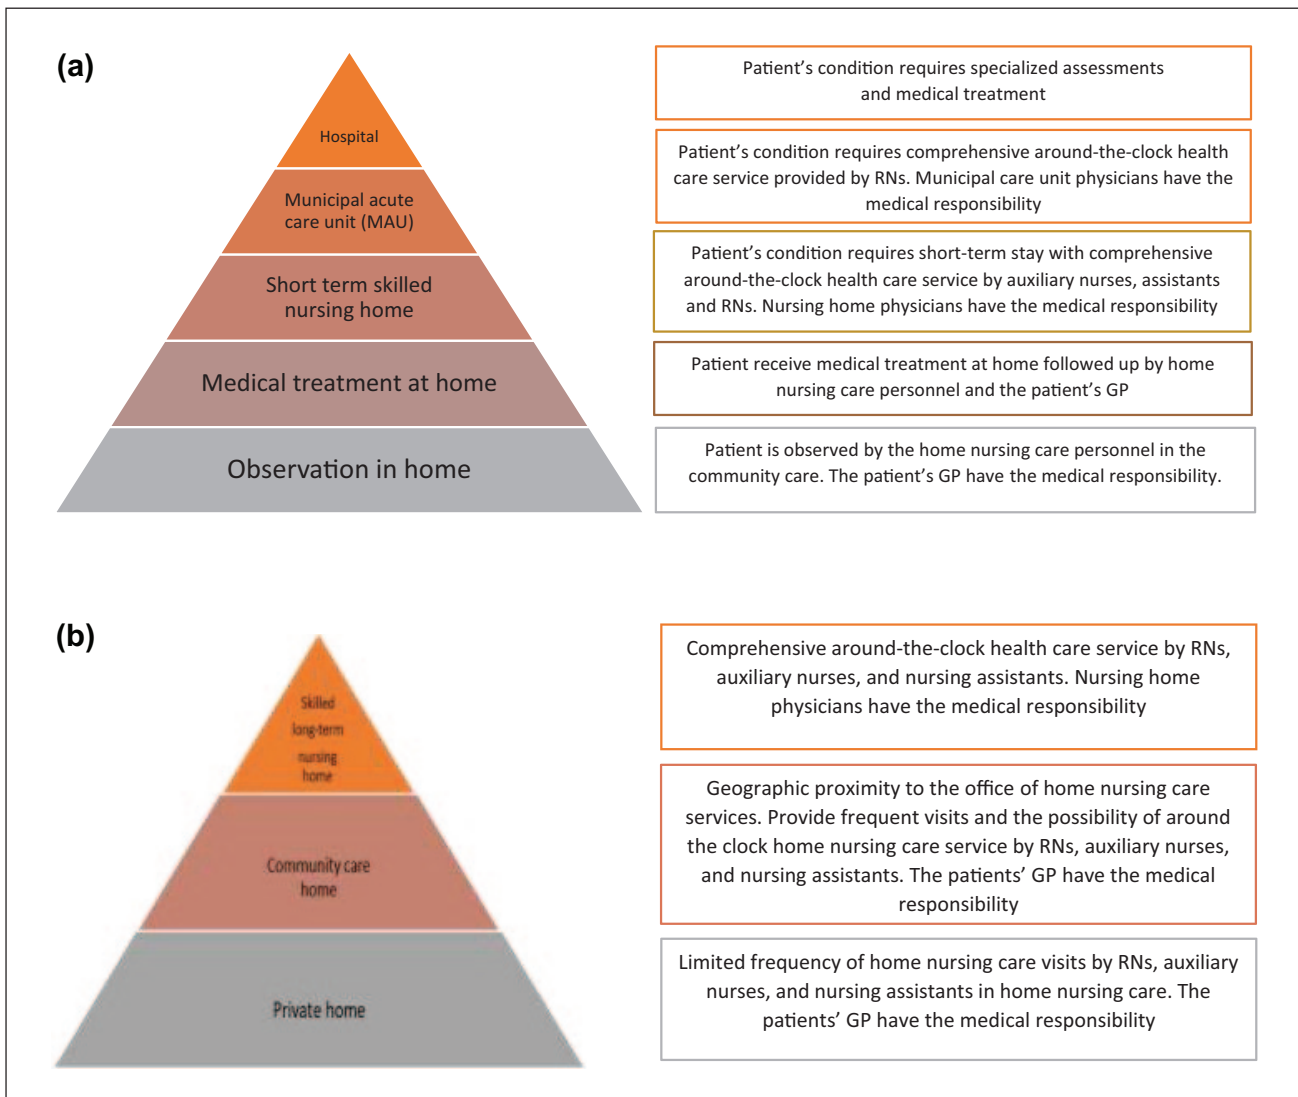 (a)
Hospital
Municipal acute
care unit (MAU)
Short term skilled
nursing home
Medical treatment at home
Observation in home
Patient’s condition requires specialized assessments
and medical treatment
Patient’s condition requires comprehensive around-the-clock health
care service provided by RNs. Municipal care unit physicians have the
medical responsibility
Patient’s condition requires short-term stay with comprehensive
around-the-clock health care service by auxiliary nurses, assistants
and RNs. Nursing home physicians have the medical responsibility
Patient receive medical treatment at home followed up by home
nursing care personnel and the patient’s GP
Patient is observed by the home nursing care personnel in the
community care. The patient’s GP have the medical responsibility.
(b)
Skilled
long-term
nursing
home
Community care
home
Private home
Comprehensive around-the-clock health care service by RNs,
auxiliary nurses, and nursing assistants. Nursing home
physicians have the medical responsibility
Geographic proximity to the office of home nursing care
services. Provide frequent visits and the possibility of around
the clock home nursing care service by RNs, auxiliary nurses,
and nursing assistants. The patients’ GP have the medical
responsibility
Limited frequency of home nursing care visits by RNs, auxiliary
nurses, and nursing assistants in home nursing care. The
patients’ GP have the medical responsibility